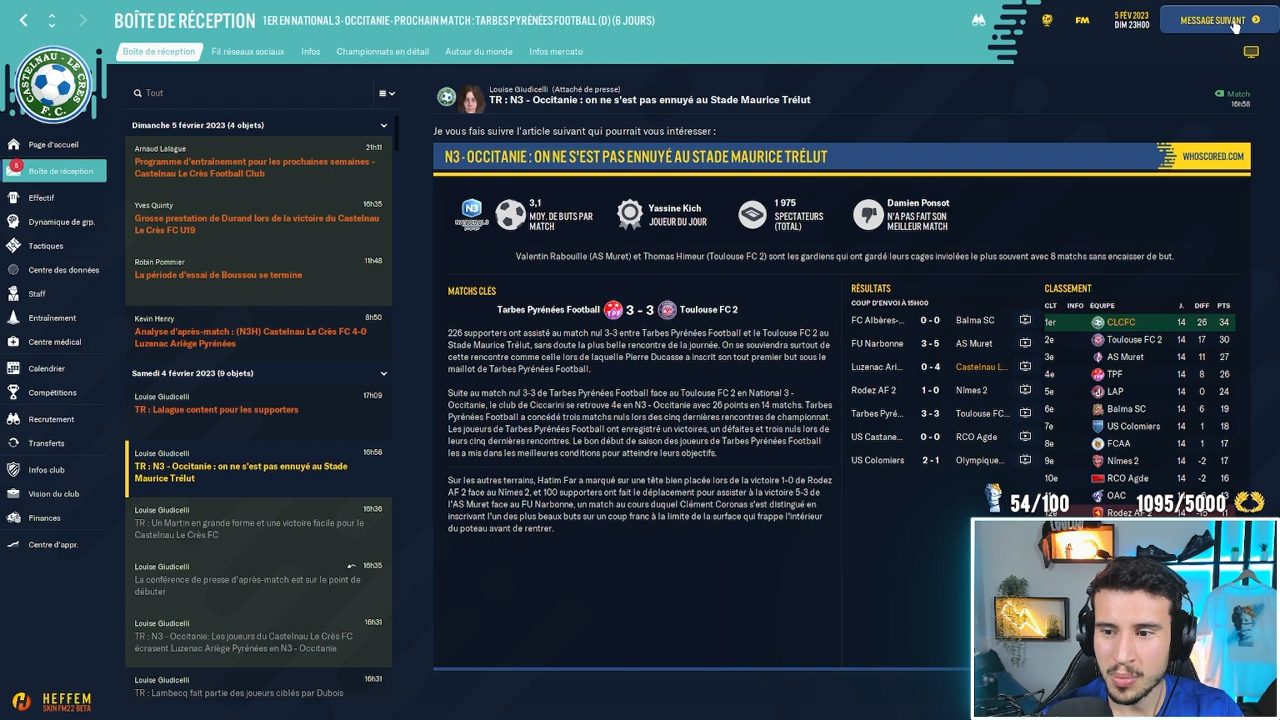 BOÎTE DE RÉCEPTION 1ER EN NATIONAL 3 - OCCITANIE - PROCHAIN MATCH : TARBES PYRÉNÉES FOOTBALL (D) (6 JOURS)
FM
5 FÉV 2023
DIM 23H00
MESSAGE SUIVANT
Boîte de réception
Fil réseaux sociaux
Infos
Championnats en détail
Autour du monde
Infos mercato
CASTELNAU - LE CRÈS
F.C.
Page d'accueil
5
Boîte de réception
Effectif
Dynamique de grp.
Tactiques
Centre des données
Staff
Entraînement
Centre médical
Calendrier
Compétitions
Recrutement
Transferts
Infos club
Vision du club
Finances
Centre d'appr.
HEFFEM
SKIN FM22 BETA
Tout
Dimanche 5 février 2023 (4 objets)
Arnaud Lalague 21h11
Programme d'entraînement pour les prochaines semaines -
Castelnau Le Crès Football Club
Yves Quinty 16h35
Grosse prestation de Durand lors de la victoire du Castelnau
Le Crès FC U19
Robin Pommier 11h48
La période d'essai de Boussou se termine
Kevin Henry 8h50
Analyse d'après-match : (N3H) Castelnau Le Crès FC 4-0
Luzenac Ariège Pyrénées
Samedi 4 février 2023 (9 objets)
Louise Giudicelli 17h09
TR : Lalague content pour les supporters
Louise Giudicelli 16h58
TR : N3 - Occitanie : on ne s'est pas ennuyé au Stade
Maurice Trélut
Louise Giudicelli 16h36
TR : Un Martin en grande forme et une victoire facile pour le
Castelnau Le Crès FC
Louise Giudicelli 16h35
La conférence de presse d'après-match est sur le point de
débuter
Louise Giudicelli 16h31
TR : N3 - Occitanie: Les joueurs du Castelnau Le Crès FC
écrasent Luzenac Ariège Pyrénées en N3 - Occitanie
Louise Giudicelli 16h31
TR : Lambecq fait partie des joueurs ciblés par Dubois
Louise Giudicelli (Attaché de presse)
TR : N3 - Occitanie : on ne s'est pas ennuyé au Stade Maurice Trélut
Match
16h58
Je vous fais suivre l'article suivant qui pourrait vous intéresser :
N3 - OCCITANIE : ON NE S'EST PAS ENNUYÉ AU STADE MAURICE TRÉLUT
WHOSCORED.COM
N3
NATIONAL 3
3,1
MOY. DE BUTS PAR
MATCH
Yassine Kich
JOUEUR DU MATCH
1 975
SPECTATEURS
(TOTAL)
Damien Ponsot
N'A PAS FAIT SON
MEILLEUR MATCH
Valentin Rabouille (AS Muret) et Thomas Himeur (Toulouse FC 2) sont les gardiens qui ont gardé leurs cages inviolées le plus souvent avec 8 matchs sans encaisser de but.
MATCHS CLÉS
Tarbes Pyrénées Football TPF 3 - 3 Toulouse FC 2
226 supporters ont assisté au match nul 3-3 entre Tarbes Pyrénées Football et le Toulouse FC 2 au
Stade Maurice Trélut, sans doute la plus belle rencontre de la journée. On se souviendra surtout de
cette rencontre comme celle lors de laquelle Pierre Ducasse a inscrit son tout premier but sous le
maillot de Tarbes Pyrénées Football.
Suite au match nul 3-3 de Tarbes Pyrénées Football face au Toulouse FC 2 en National 3 -
Occitanie, le club de Ciccarini se retrouve 4e en N3 - Occitanie avec 26 points en 14 matchs. Tarbes
Pyrénées Football a concédé trois matchs nuls lors des cinq dernières rencontres de championnat.
Les joueurs de Tarbes Pyrénées Football ont enregistré un victoires, un défaites et trois nuls lors de
leurs cinq dernières rencontres. Le bon début de saison des joueurs de Tarbes Pyrénées Football
les a mis dans les meilleures conditions pour atteindre leurs objectifs.
Sur les autres terrains, Hatim Far a marqué sur une tête bien placée lors de la victoire 1-0 de Rodez
AF 2 face au Nîmes 2, et 100 supporters ont fait le déplacement pour assister à la victoire 5-3 de
l'AS Muret face au FU Narbonne, un match au cours duquel Clément Coronas s'est distingué en
inscrivant l'un des plus beaux buts sur un coup franc à la limite de la surface qui frappe l'intérieur
du poteau avant de rentrer.
RÉSULTATS
COUP D'ENVOI À 15H00
FC Albères-... 0 - 0 Balma SC
FU Narbonne 3 - 5 AS Muret
Luzenac Ari... 0 - 4 Castelnau L...
Rodez AF 2 1 - 0 Nîmes 2
Tarbes Pyré... 3 - 3 Toulouse FC...
US Castane... 0 - 0 RCO Agde
US Colomiers 2 - 1 Olympique...
CLASSEMENT
CLT INFO ÉQUIPE J. DIFF PTS
1er CLCFC 14 26 34
2e Toulouse FC 2 14 17 30
3e AS Muret 14 11 27
4e TPF 14 8 26
5e LAP 14 0 24
6e Balma SC 14 6 19
7e US Colomiers 14 1 18
8e FCAA 14 1 17
9e Nîmes 2 14 -2 17
10e RCO Agde 14 -2 16
OAC
Rodez AF 2
54/100
1095/5000